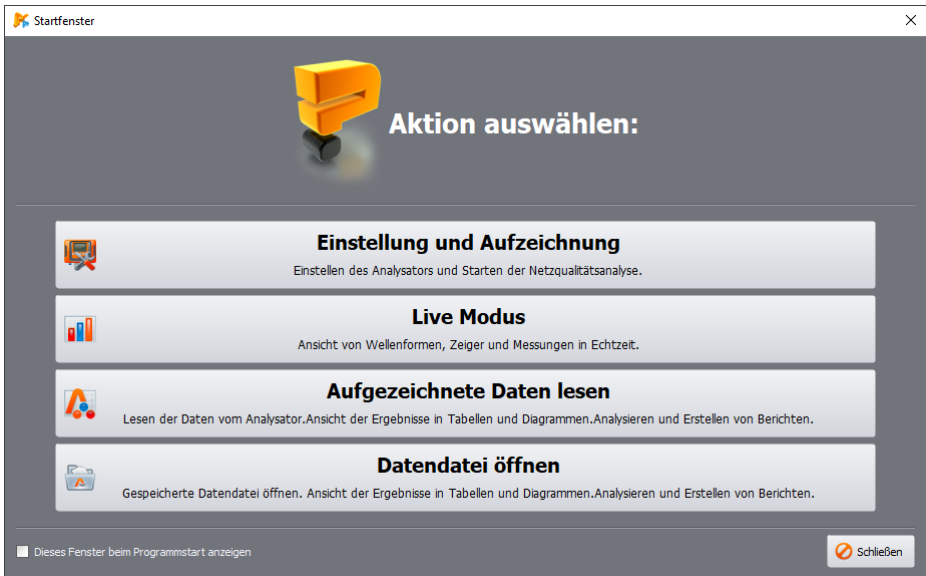 Startfenster
Aktion auswählen:
Einstellung und Aufzeichnung
Einstellen des Analysators und Starten der Netzqualitätsanalyse.
Live Modus
Ansicht von Wellenformen, Zeiger und Messungen in Echtzeit.
Aufgezeichnete Daten lesen
Lesen der Daten vom Analysator.Ansicht der Ergebnisse in Tabellen und Diagrammen.Analysieren und Erstellen von Berichten.
Datendatei öffnen
Gespeicherte Datendatei öffnen. Ansicht der Ergebnisse in Tabellen und Diagrammen.Analysieren und Erstellen von Berichten.
Dieses Fenster beim Programmstart anzeigen
Schließen